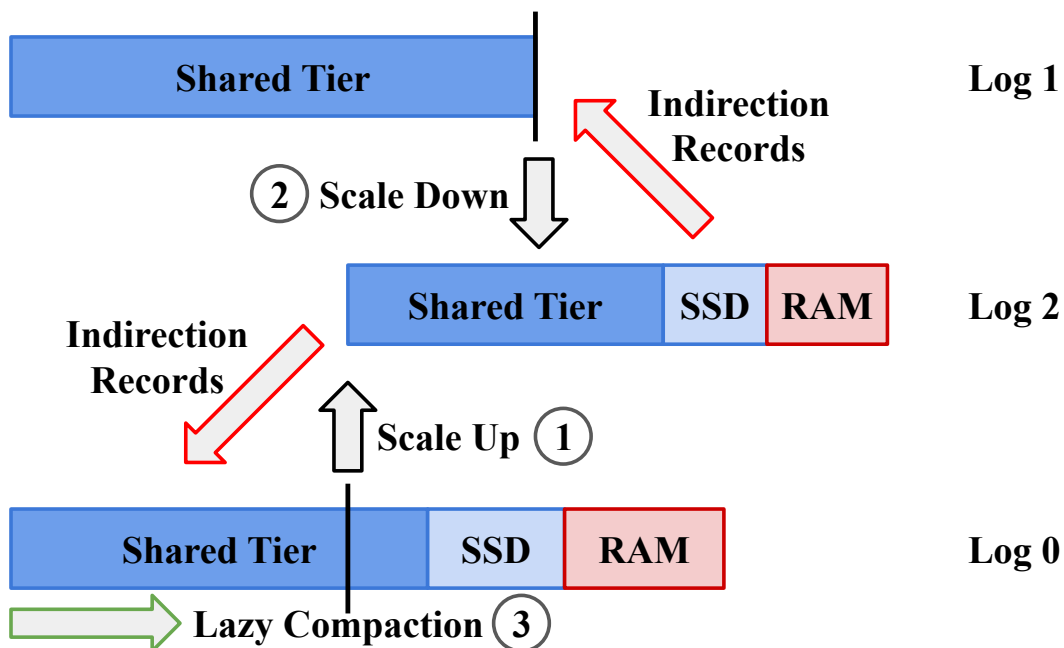 Shared Tier
Log 1
Indirection
Records
2 Scale Down
Shared Tier
SSD
RAM
Log 2
Indirection
Records
Scale Up 1
Shared Tier
SSD
RAM
Log 0
Lazy Compaction 3